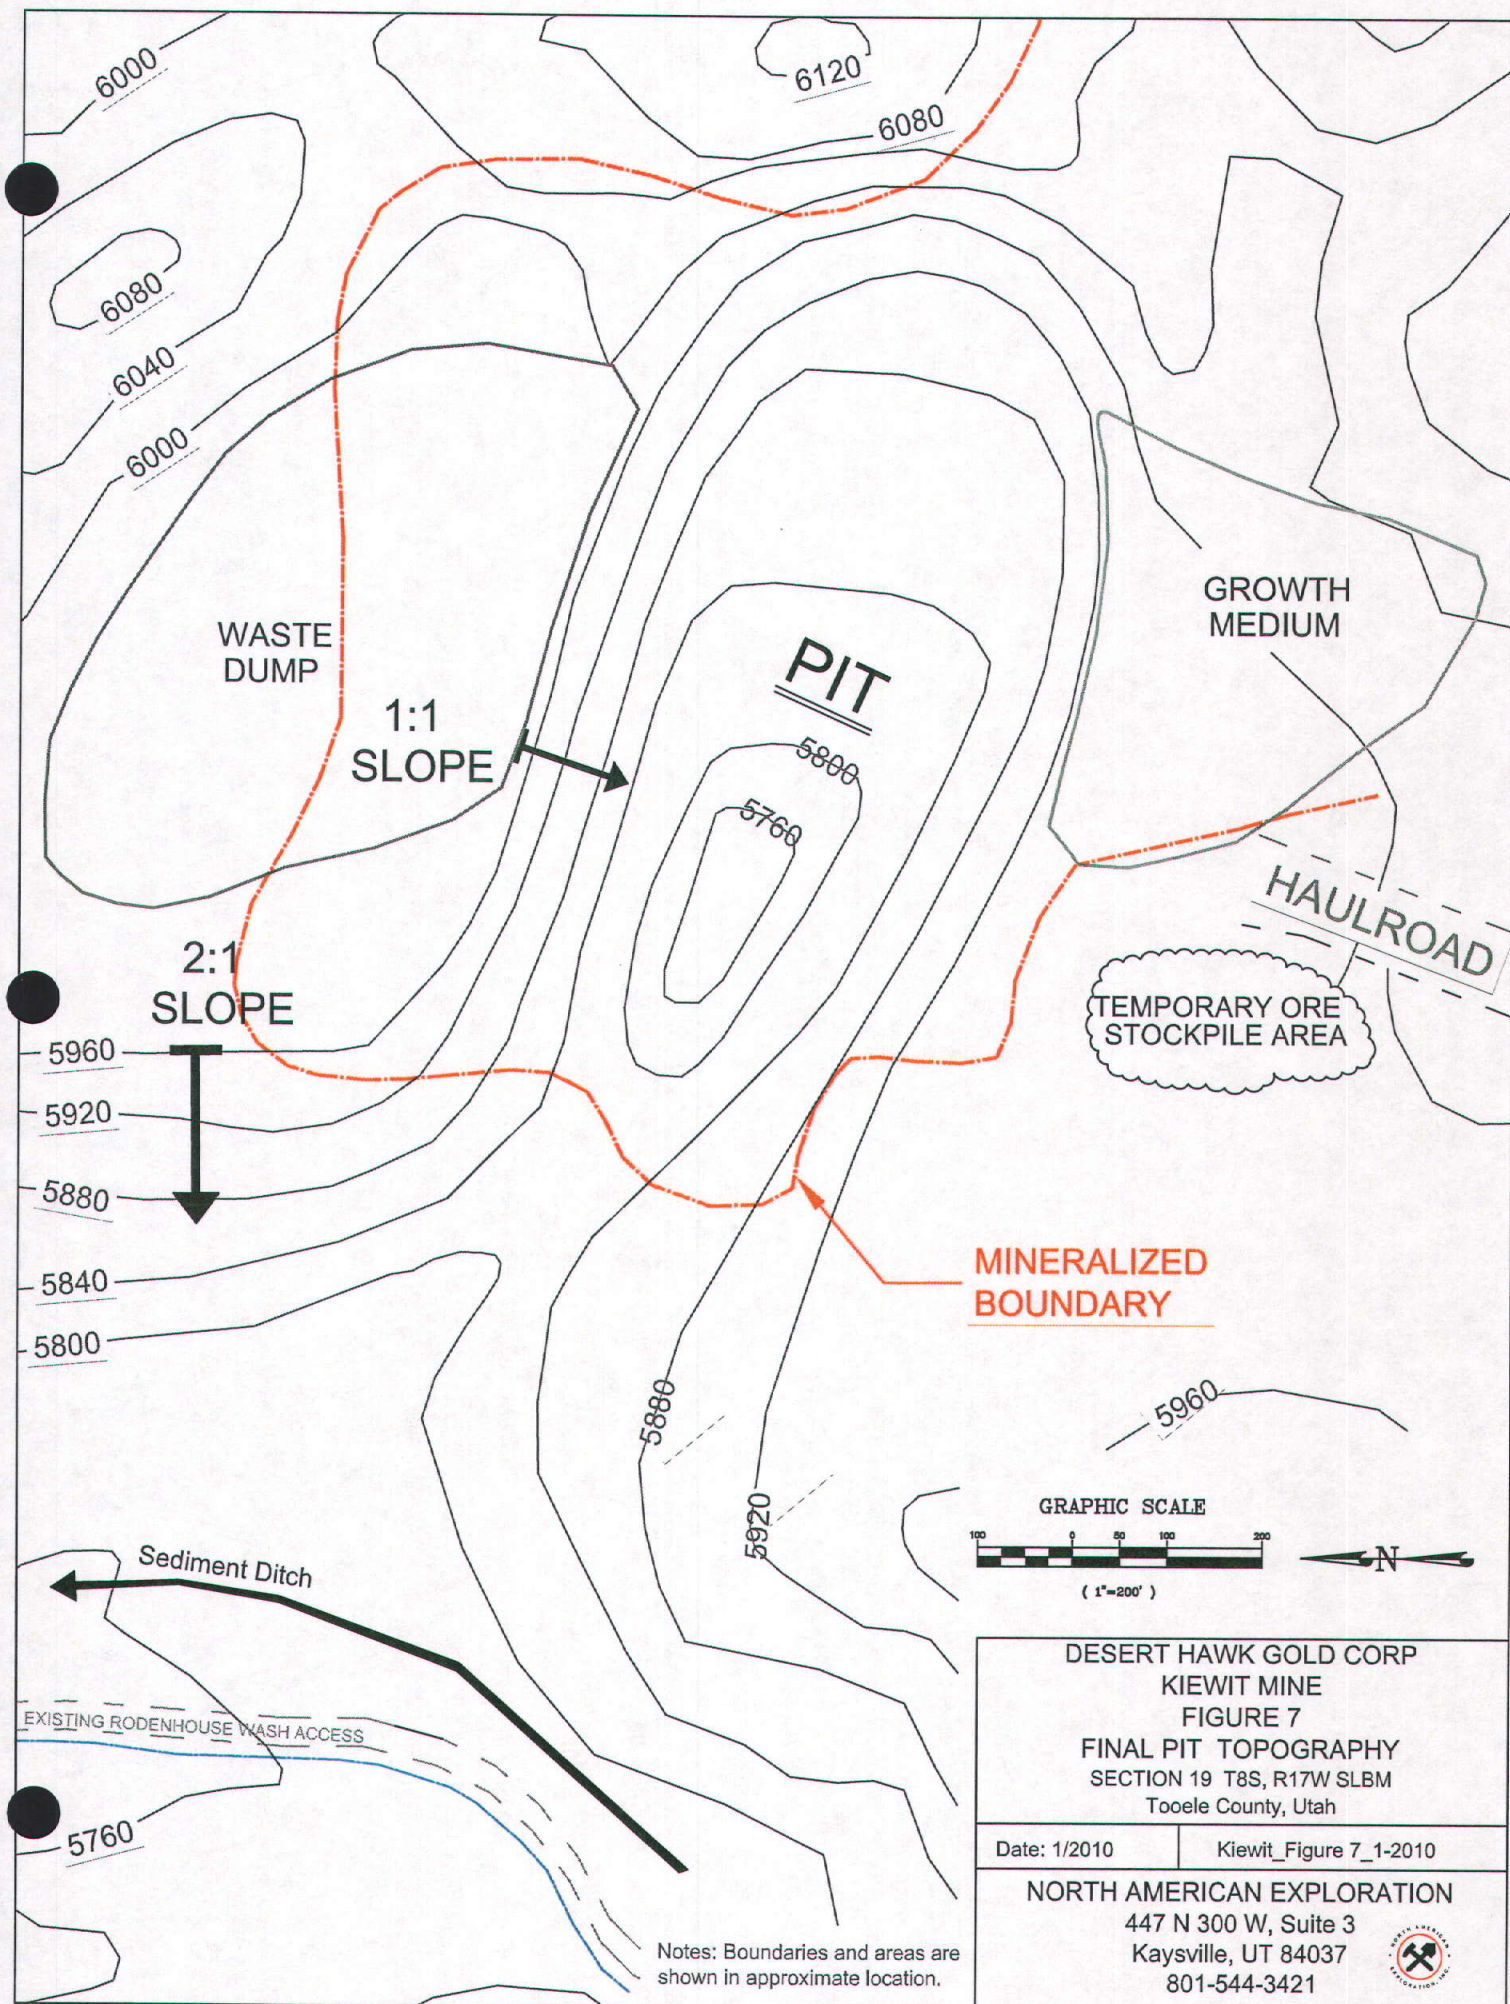 6000
6120
6080
6080
6040
6000
WASTE
DUMP
1:1
SLOPE
PIT
5800
5760
GROWTH
MEDIUM
HAULROAD
2:1
SLOPE
TEMPORARY ORE
STOCKPILE AREA
5960
5920
5880
5840
5800
MINERALIZED
BOUNDARY
5880
5920
5960
GRAPHIC SCALE
100 0 50 100 200
( 1"=200' )
N
Sediment Ditch
EXISTING RODENHOUSE WASH ACCESS
5760
Notes: Boundaries and areas are
shown in approximate location.
DESERT HAWK GOLD CORP
KIEWIT MINE
FIGURE 7
FINAL PIT TOPOGRAPHY
SECTION 19 T8S, R17W SLBM
Tooele County, Utah
Date: 1/2010
Kiewit_Figure 7_1-2010
NORTH AMERICAN EXPLORATION
447 N 300 W, Suite 3
Kaysville, UT 84037
801-544-3421
NORTH AMERICAN
EXPLORATION, INC.